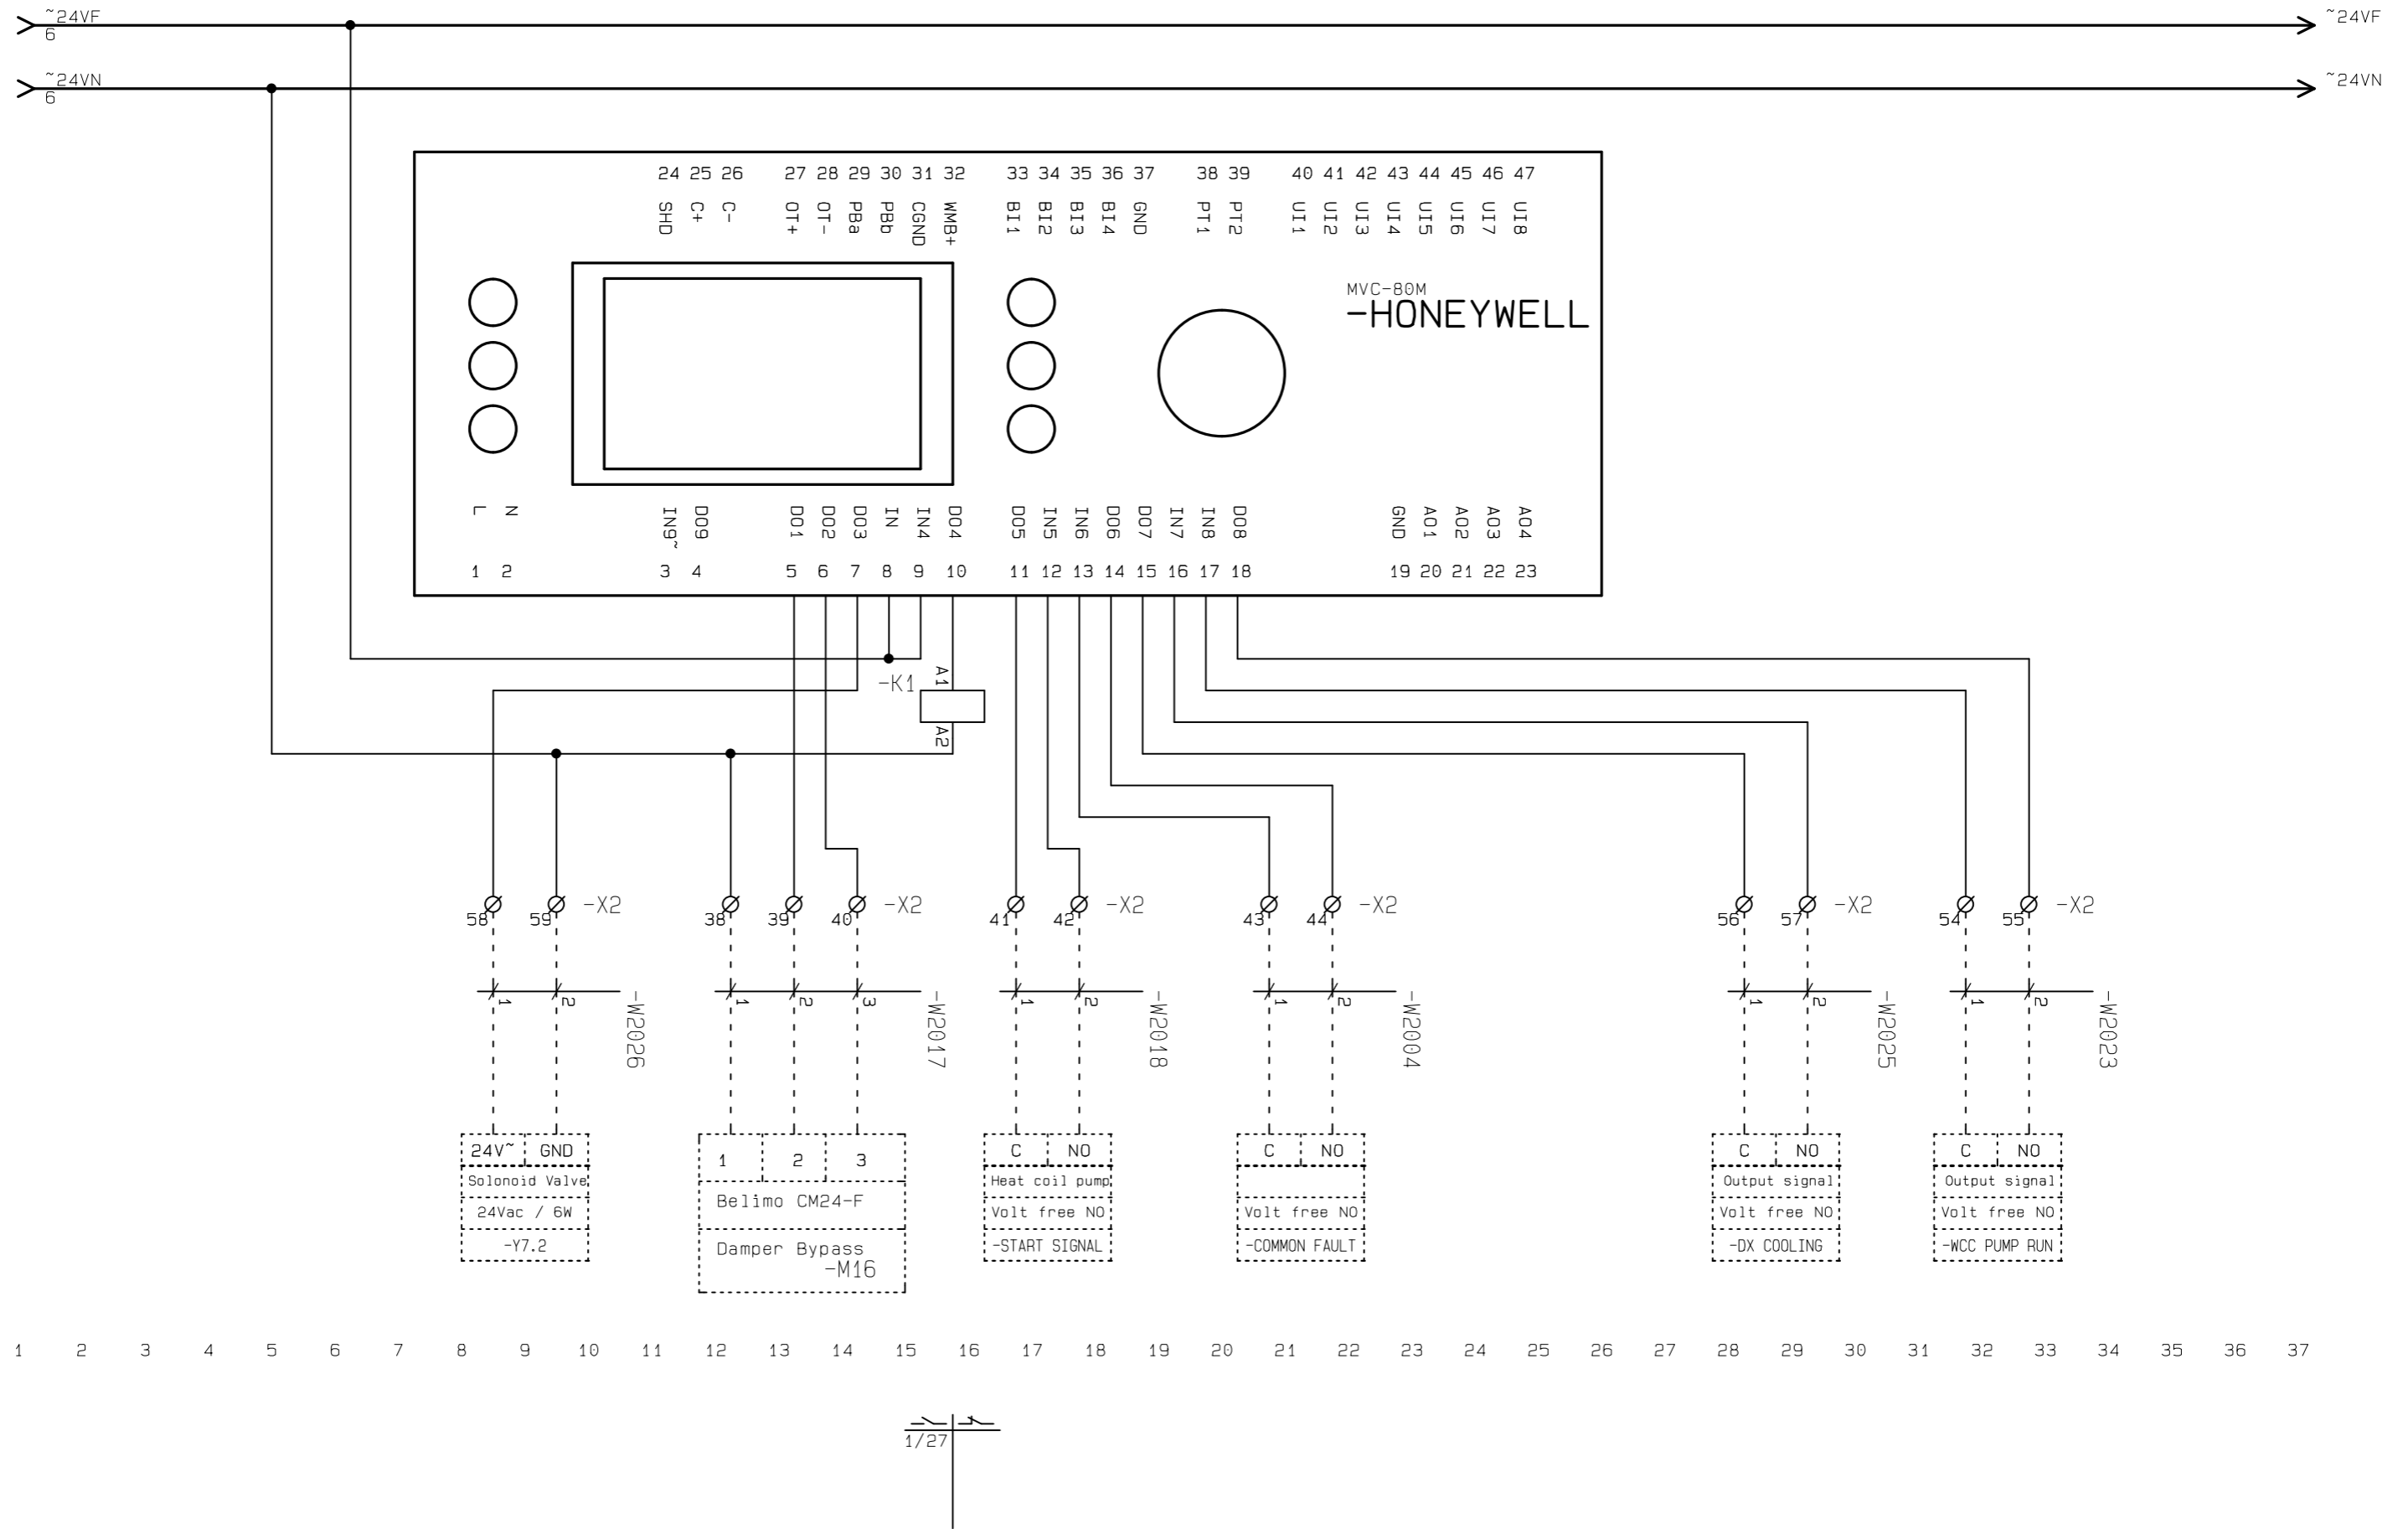 ~24VF ~24VF
6
~24VN ~24VN
6
24 25 26 27 28 29 30 31 32 33 34 35 36 37 38 39 40 41 42 43 44 45 46 47
SHD C+ C- OT+ OT- PBa PBb CGND WMB+ BI1 BI2 BI3 BI4 GND PT1 PT2 UI1 UI2 UI3 UI4 UI5 UI6 UI7 UI8
MVC-80M
-HONEYWELL
L N IN9~ DO9 DO1 DO2 DO3 IN IN4 DO4 DO5 IN5 IN6 DO6 DO7 IN7 IN8 DO8 GND AO1 AO2 AO3 AO4
1 2 3 4 5 6 7 8 9 10 11 12 13 14 15 16 17 18 19 20 21 22 23
-K1 A1
A2
58 59 -X2 38 39 40 -X2 41 42 -X2 43 44 -X2 56 57 -X2 54 55 -X2
1 2 -W2026 1 2 3 -W2017 1 2 -W2018 1 2 -W2004 1 2 -W2025 1 2 -W2023
24V~ GND
Solonoid Valve
24Vac / 6W
-Y7.2
1 2 3
Belimo CM24-F
Damper Bypass
-M16
C NO
Heat coil pump
Volt free NO
-START SIGNAL
C NO
Volt free NO
-COMMON FAULT
C NO
Output signal
Volt free NO
-DX COOLING
C NO
Output signal
Volt free NO
-WCC PUMP RUN
1 2 3 4 5 6 7 8 9 10 11 12 13 14 15 16 17 18 19 20 21 22 23 24 25 26 27 28 29 30 31 32 33 34 35 36 37
1/27